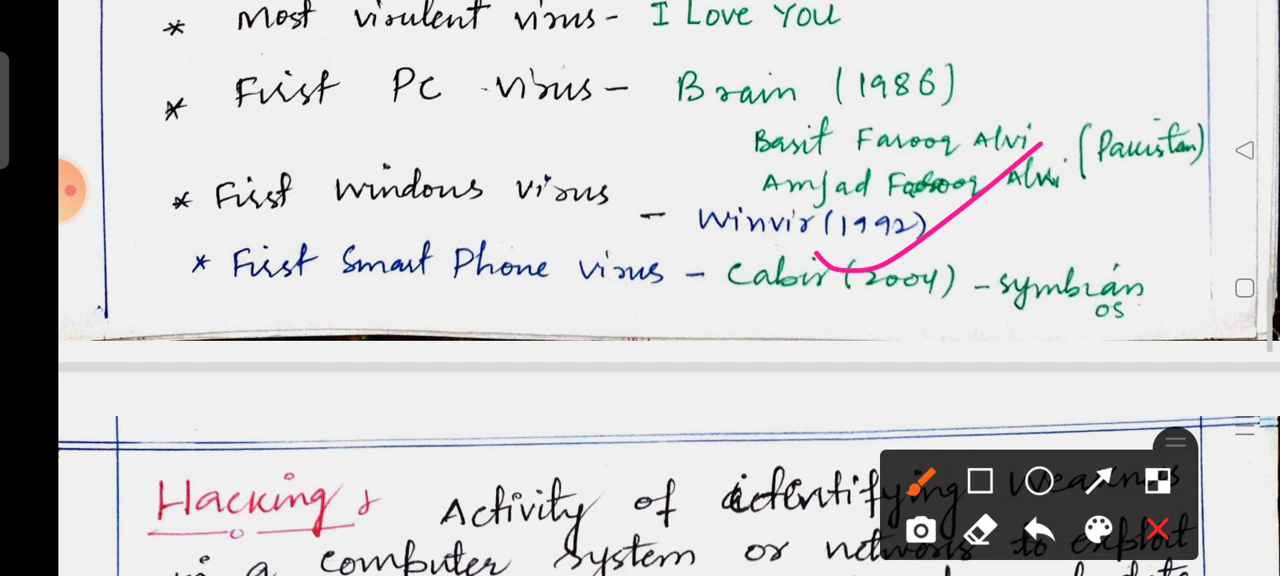 * Most virulent virus - I Love You
* First PC virus - Brain (1986)
Basit Farooq Alvi (Pakistan)
Amjad Farooq Alvi
* First Windows virus
- Winvir (1992)
* First Smart Phone virus - Cabir (2004) - Symbian
OS
Hacking Activity of identifying
in a computer system or network to exploit